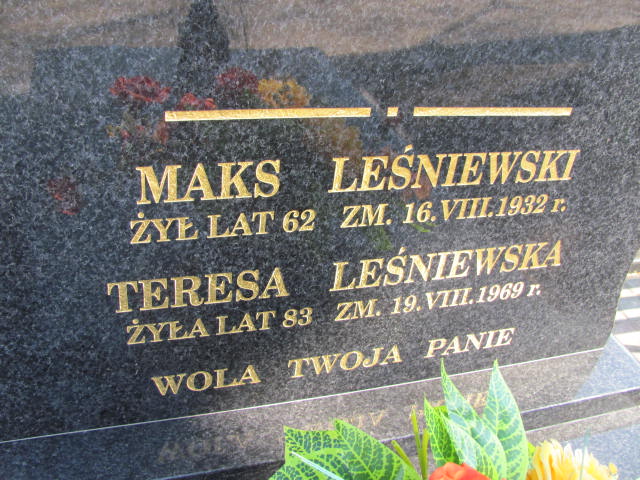 MAKS LEŚNIEWSKI
ŻYŁ LAT 62 ZM. 16.VIII.1932 r.
TERESA LEŚNIEWSKA
ŻYŁA LAT 83 ZM. 19.VIII.1969 r.
WOLA TWOJA PANIE